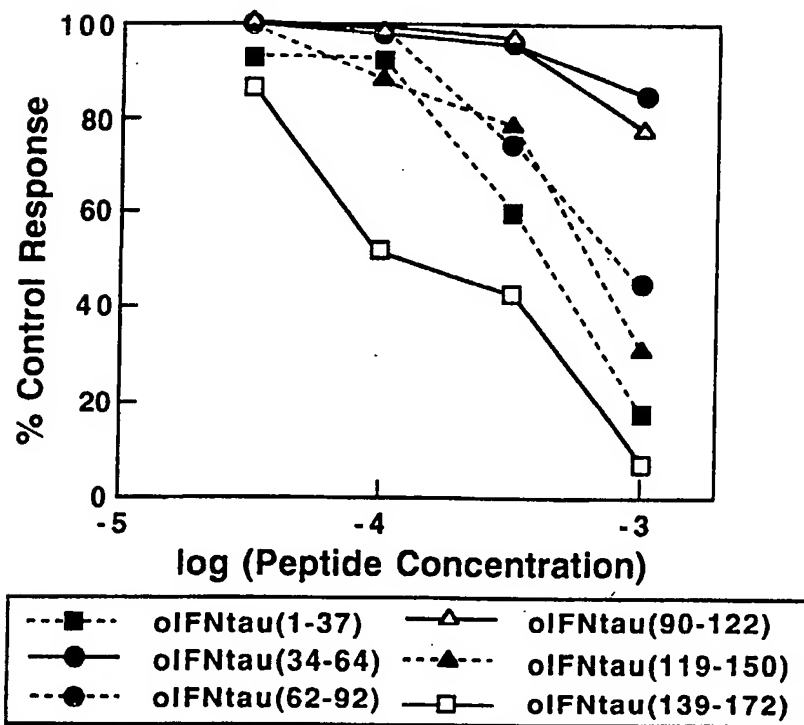 100
80
60
40
20
0
% Control Response
-5
-4
-3
log (Peptide Concentration)
oIFNtau(1-37)
oIFNtau(34-64)
oIFNtau(62-92)
oIFNtau(90-122)
oIFNtau(119-150)
oIFNtau(139-172)